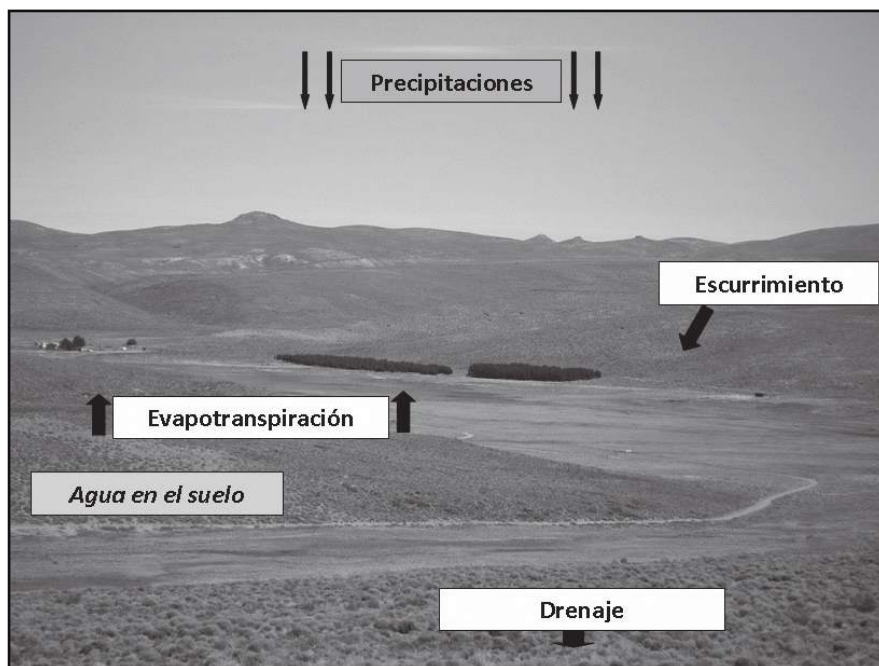 Precipitaciones
Escurrimiento
Evapotranspiración
Agua en el suelo
Drenaje